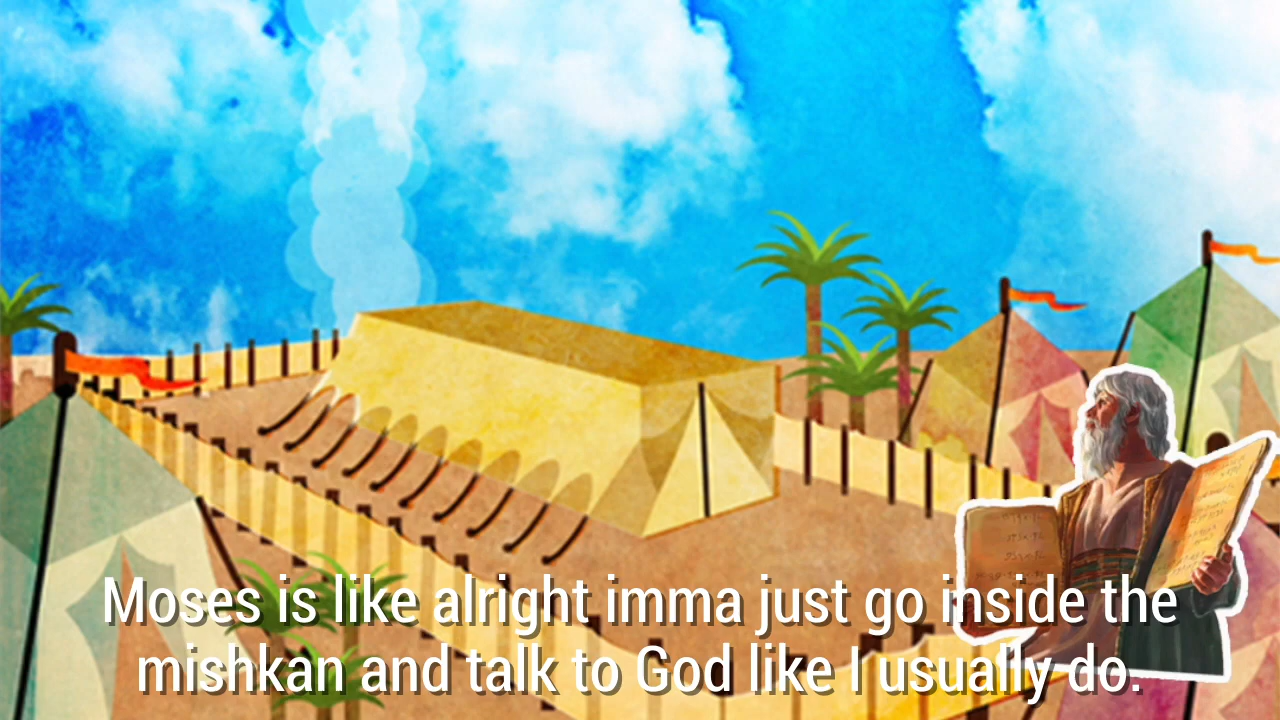 Moses is like alright imma just go inside the
mishkan and talk to God like I usually do.